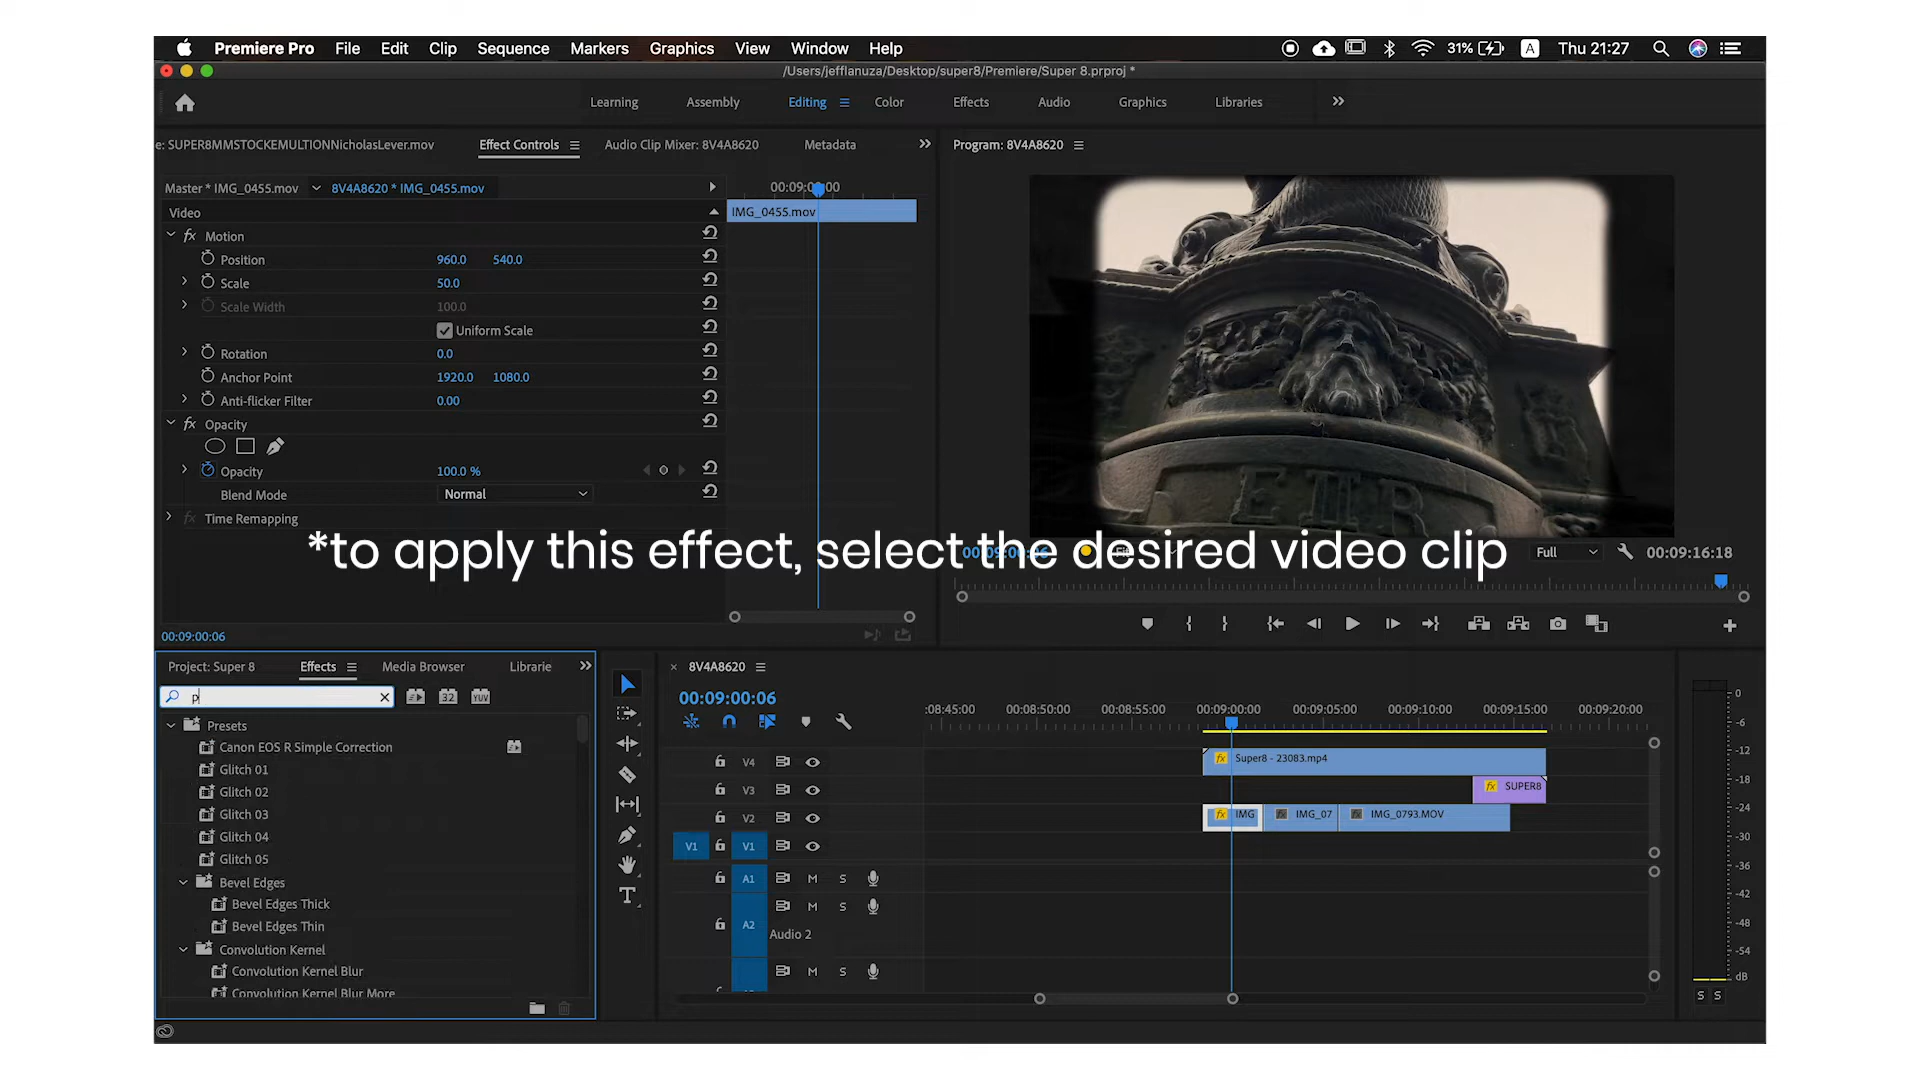 Premiere Pro File Edit Clip Sequence Markers Graphics View Window Help 31% A Thu 21:27
/Users/jefflanuza/Desktop/super8/Premiere/Super 8.prproj *
Learning Assembly Editing Color Effects Audio Graphics Libraries
e: SUPER8MMSTOCKEMULTIONNicholasLever.mov Effect Controls Audio Clip Mixer: 8V4A8620 Metadata
Program: 8V4A8620
Master * IMG_0455.mov 8V4A8620 * IMG_0455.mov
00:09:00:00
Video
IMG_0455.mov
fx Motion
Position 960.0 540.0
Scale 50.0
Scale Width 100.0
Uniform Scale
Rotation 0.0
Anchor Point 1920.0 1080.0
Anti-flicker Filter 0.00
fx Opacity
Opacity 100.0 %
Blend Mode Normal
fx Time Remapping
*to apply this effect, select the desired video clip
Full 00:09:16:18
00:09:00:06
Project: Super 8 Effects Media Browser Librarie
p
32 YUV
Presets
Canon EOS R Simple Correction
Glitch 01
Glitch 02
Glitch 03
Glitch 04
Glitch 05
Bevel Edges
Bevel Edges Thick
Bevel Edges Thin
Convolution Kernel
Convolution Kernel Blur
Convolution Kernel Blur More
× 8V4A8620
00:09:00:06
:08:45:00 00:08:50:00 00:08:55:00 00:09:00:00 00:09:05:00 00:09:10:00 00:09:15:00 00:09:20:00
V4 fx Super8 - 23083.mp4
V3 fx SUPER8
V2 fx IMG fx IMG_07 fx IMG_0793.MOV
V1 V1
A1 M S
A2 M S
Audio 2
M S
0
-6
-12
-18
-24
-30
-36
-42
-48
-54
dB
S S